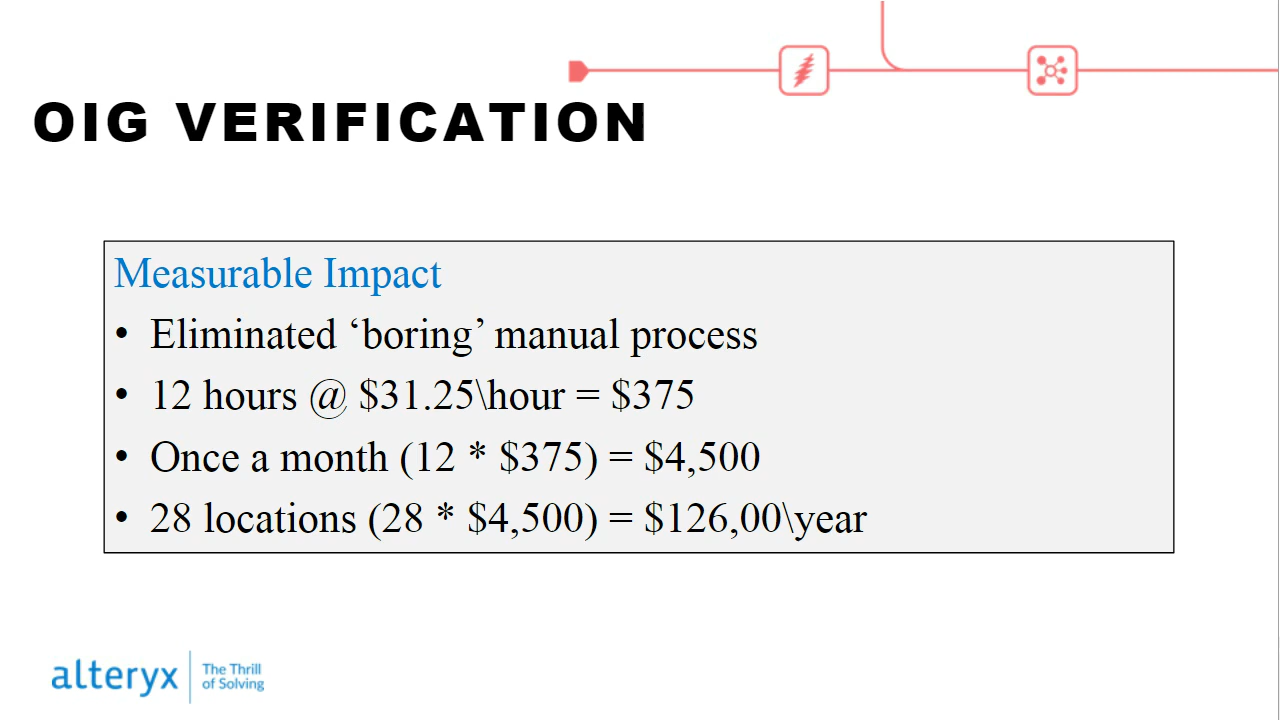 OIG VERIFICATION
Measurable Impact
• Eliminated ‘boring’ manual process
• 12 hours @ $31.25\hour = $375
• Once a month (12 * $375) = $4,500
• 28 locations (28 * $4,500) = $126,00\year
alteryx
The Thrill
of Solving